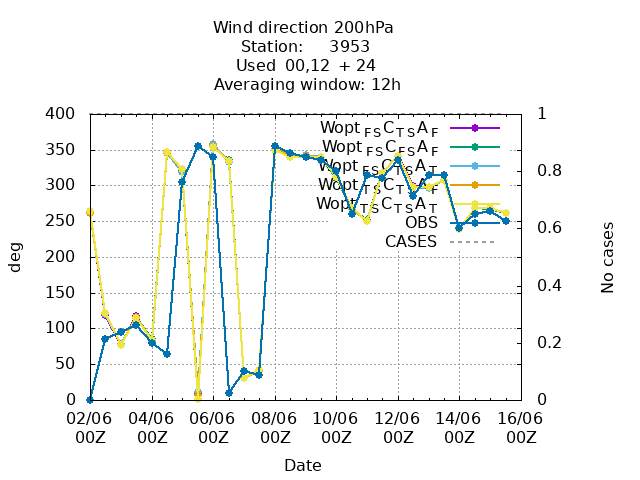 Wind direction 200hPa
Station: 3953
Used 00,12 + 24
Averaging window: 12h
400 350 300 250 200 150 100 50 0
deg
1 0.8 0.6 0.4 0.2 0
No cases
Wopt FS C TS A F
Wopt FS C FS A F
Wopt FS C TS A T
Wopt TS C TS A F
Wopt TS C TS A T
OBS
CASES
02/06 04/06 06/06 08/06 10/06 12/06 14/06 16/06
00Z 00Z 00Z 00Z 00Z 00Z 00Z 00Z
Date